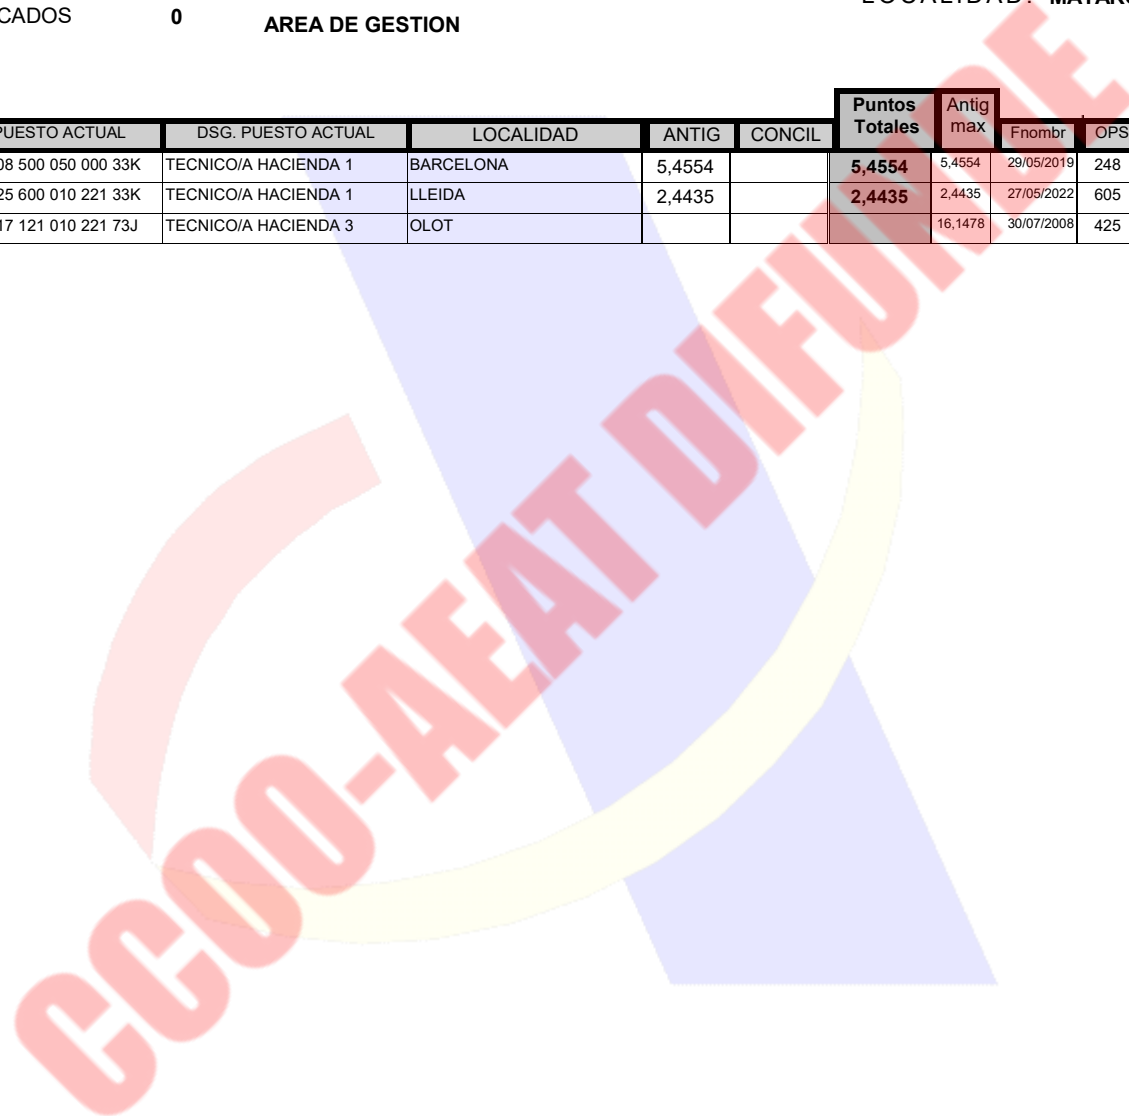 CADOS 0 AREA DE GESTION LOCALIDAD:
PUESTO ACTUAL DSG. PUESTO ACTUAL LOCALIDAD ANTIG CONCIL Puntos Totales Antig max Fnombr OPS
08 500 050 000 33K TECNICO/A HACIENDA 1 BARCELONA 5,4554 5,4554 5,4554 29/05/2019 248
25 600 010 221 33K TECNICO/A HACIENDA 1 LLEIDA 2,4435 2,4435 2,4435 27/05/2022 605
17 121 010 221 73J TECNICO/A HACIENDA 3 OLOT 16,1478 30/07/2008 425
CCOO-AEAT DIFUNDE